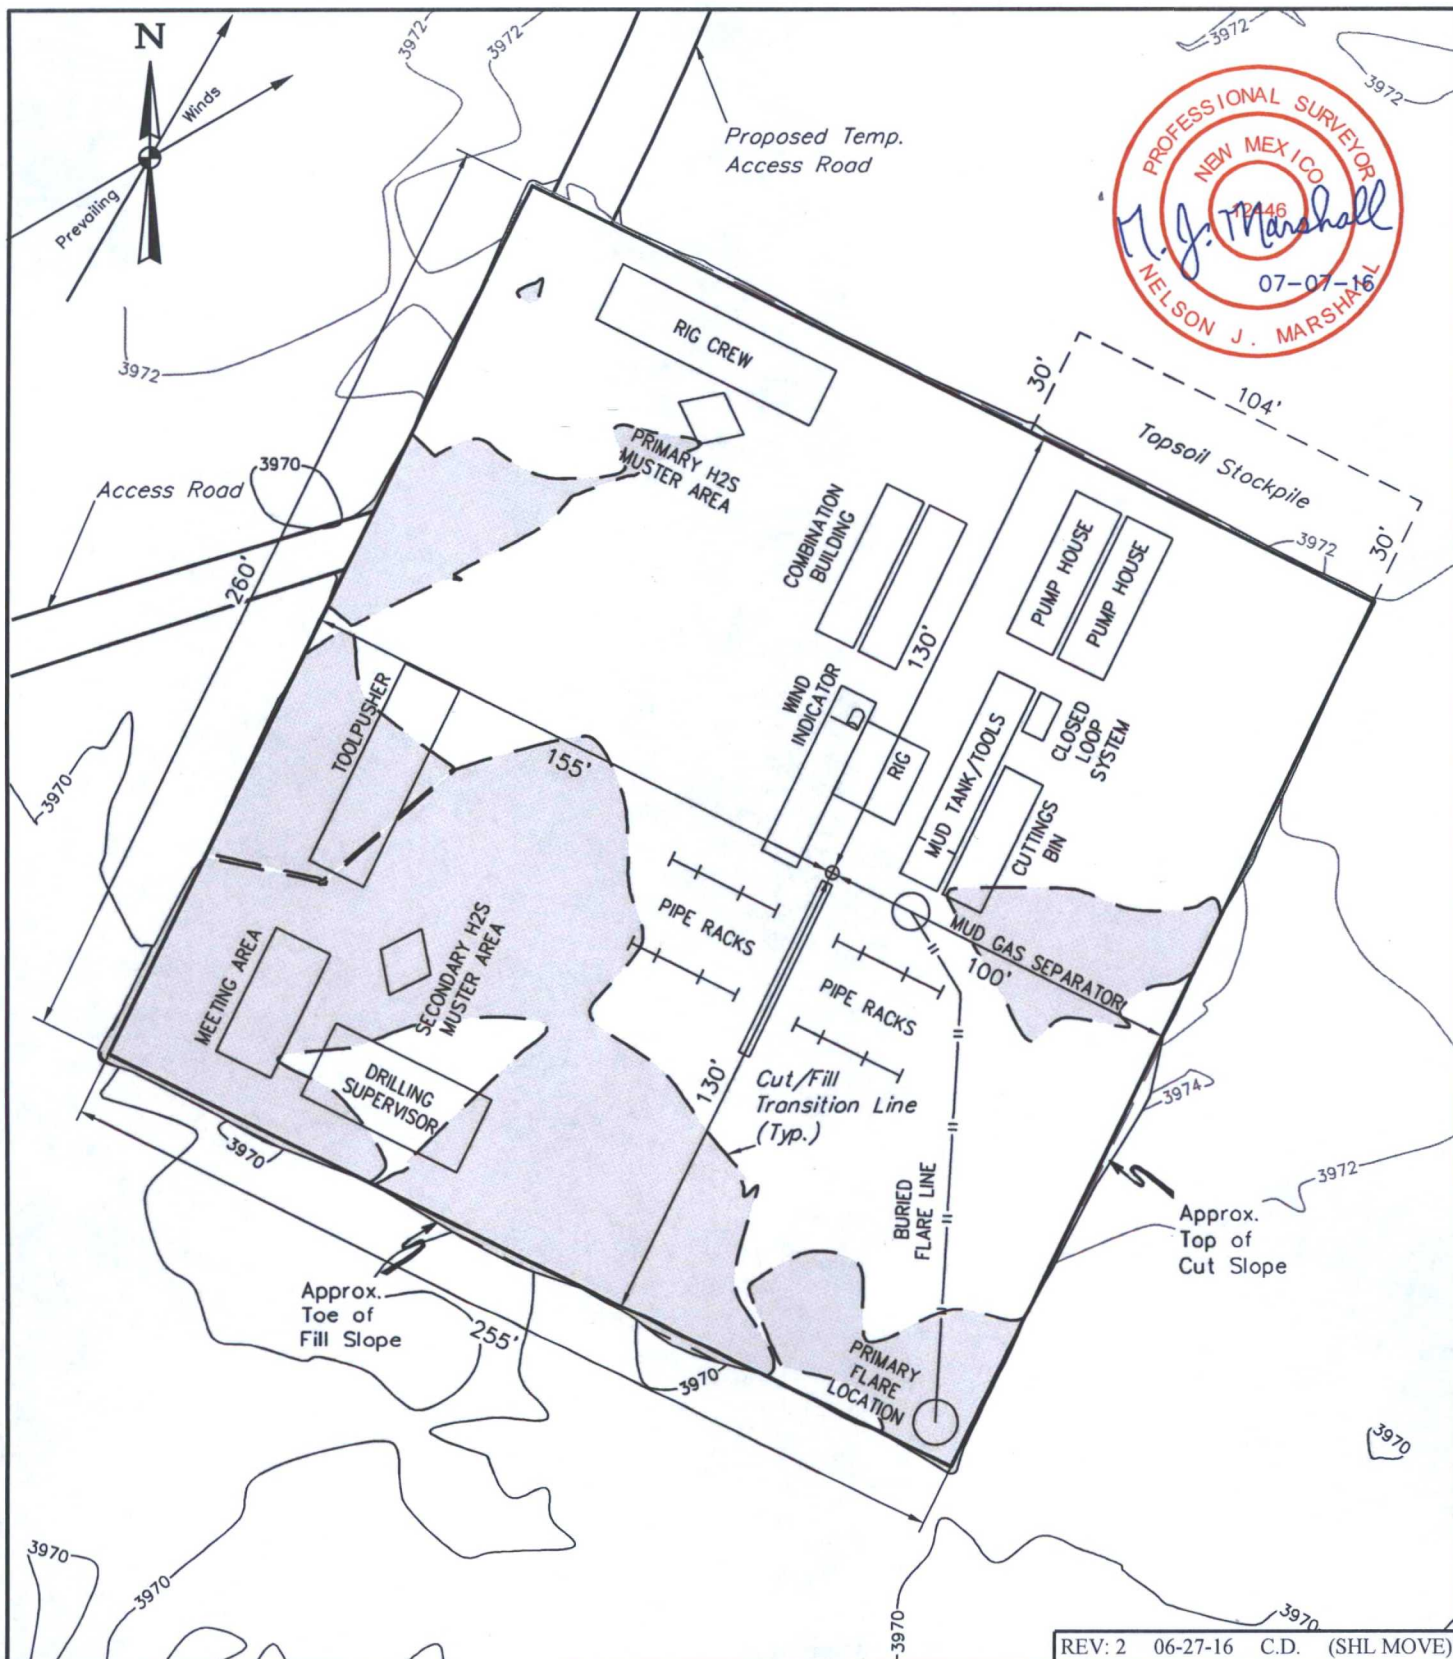 N
Winds
Prevailing
3972
3972
3972
3972
3972
Proposed Temp.
Access Road
PROFESSIONAL SURVEYOR
NEW MEXICO
12446
N. J. Marshall
07-07-16
NELSON J. MARSHALL
30'
104'
Topsoil Stockpile
30'
3972
RIG CREW
PRIMARY H2S
MUSTER AREA
3970
Access Road
260'
COMBINATION
BUILDING
PUMP HOUSE
PUMP HOUSE
130'
WIND
INDICATOR
TOOLPUSHER
155'
RIG
MUD TANK/TOOLS
CLOSED
LOOP
SYSTEM
CUTTINGS
BIN
3970
PIPE RACKS
MUD GAS SEPARATOR
100'
PIPE RACKS
MEETING AREA
SECONDARY H2S
MUSTER AREA
DRILLING
SUPERVISOR
130'
Cut/Fill
Transition Line
(Typ.)
3974
3970
3972
BURIED
FLARE LINE
Approx.
Top of
Cut Slope
Approx.
Toe of
Fill Slope
255'
3970
PRIMARY
FLARE
LOCATION
3970
3970
3970
3970
3970
REV: 2 06-27-16 C.D. (SHL MOVE)